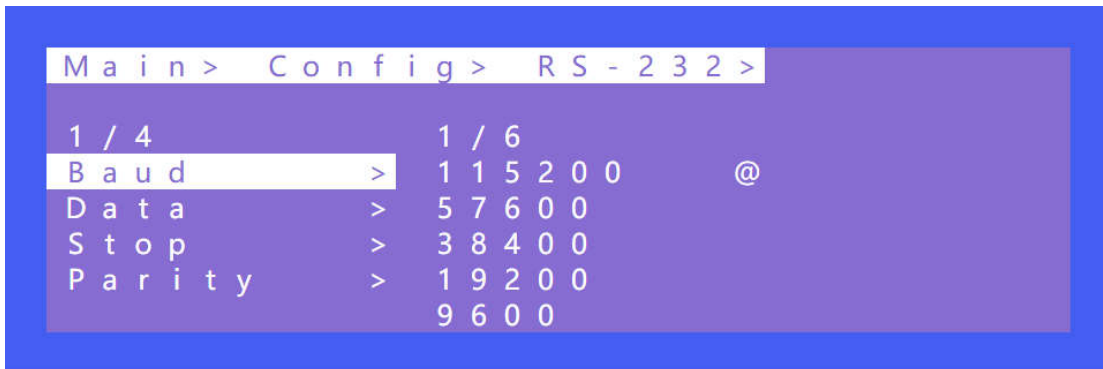 Main> Config> RS-232>
1/4 1/6
Baud > 115200 @
Data > 57600
Stop > 38400
Parity > 19200
9600